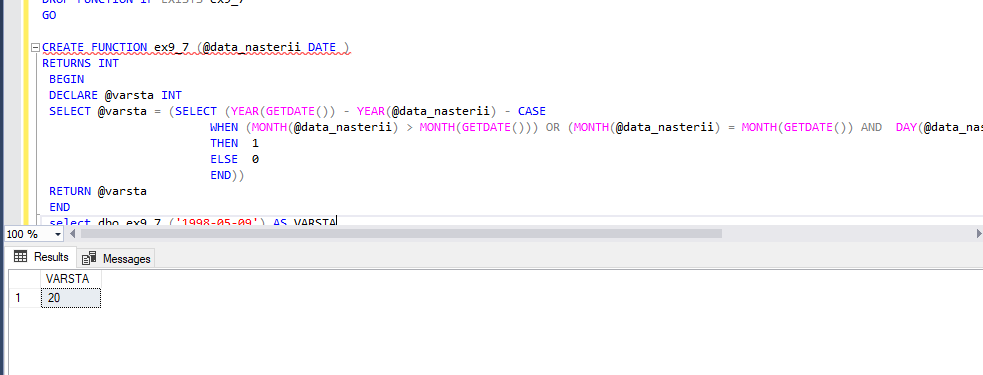 DROP FUNCTION IF EXISTS ex9_7
GO
CREATE FUNCTION ex9_7 (@data_nasterii DATE )
RETURNS INT
BEGIN
DECLARE @varsta INT
SELECT @varsta = (SELECT (YEAR(GETDATE()) - YEAR(@data_nasterii) - CASE
WHEN (MONTH(@data_nasterii) > MONTH(GETDATE())) OR (MONTH(@data_nasterii) = MONTH(GETDATE()) AND DAY(@data_nas
THEN 1
ELSE 0
END))
RETURN @varsta
END
select dbo.ex9_7 ('1998-05-09') AS VARSTA
100 %
Results Messages
VARSTA
1 20